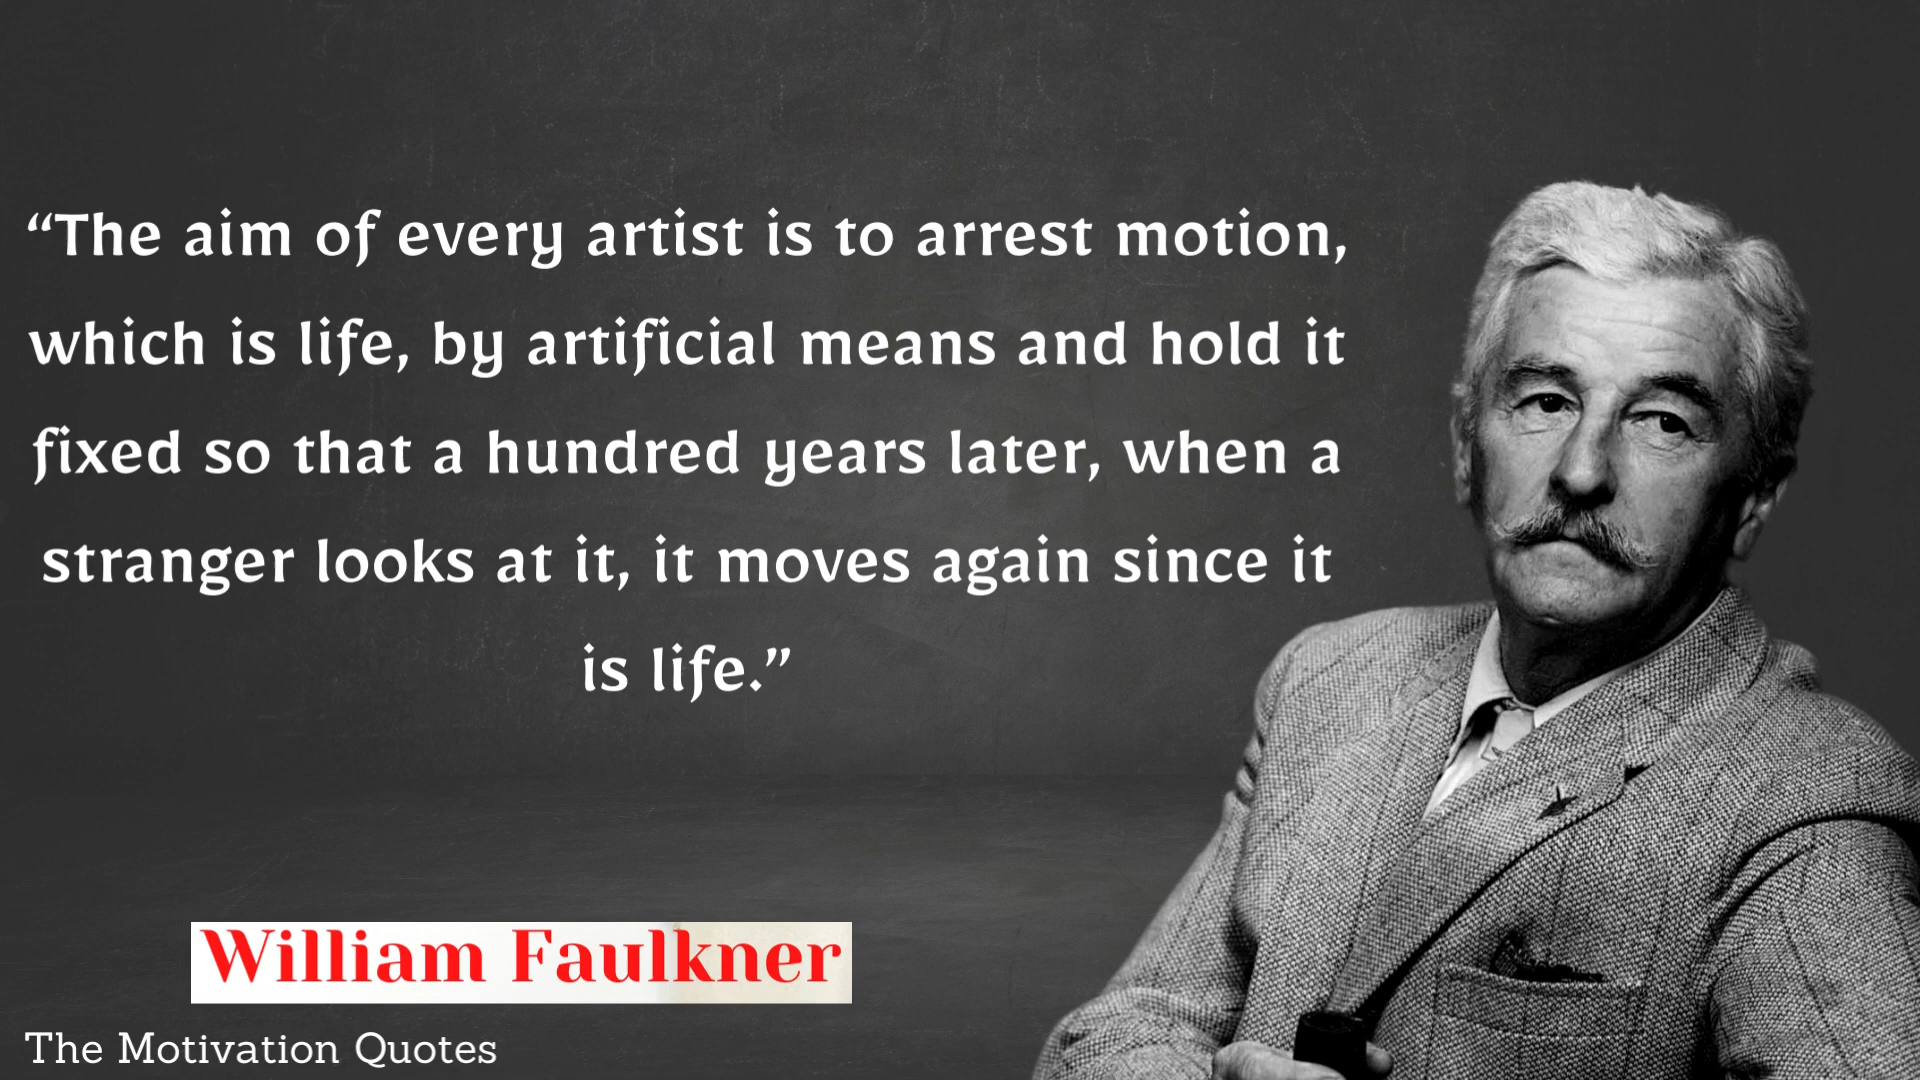 “The aim of every artist is to arrest motion,
which is life, by artificial means and hold it
fixed so that a hundred years later, when a
stranger looks at it, it moves again since it
is life.”
William Faulkner
The Motivation Quotes